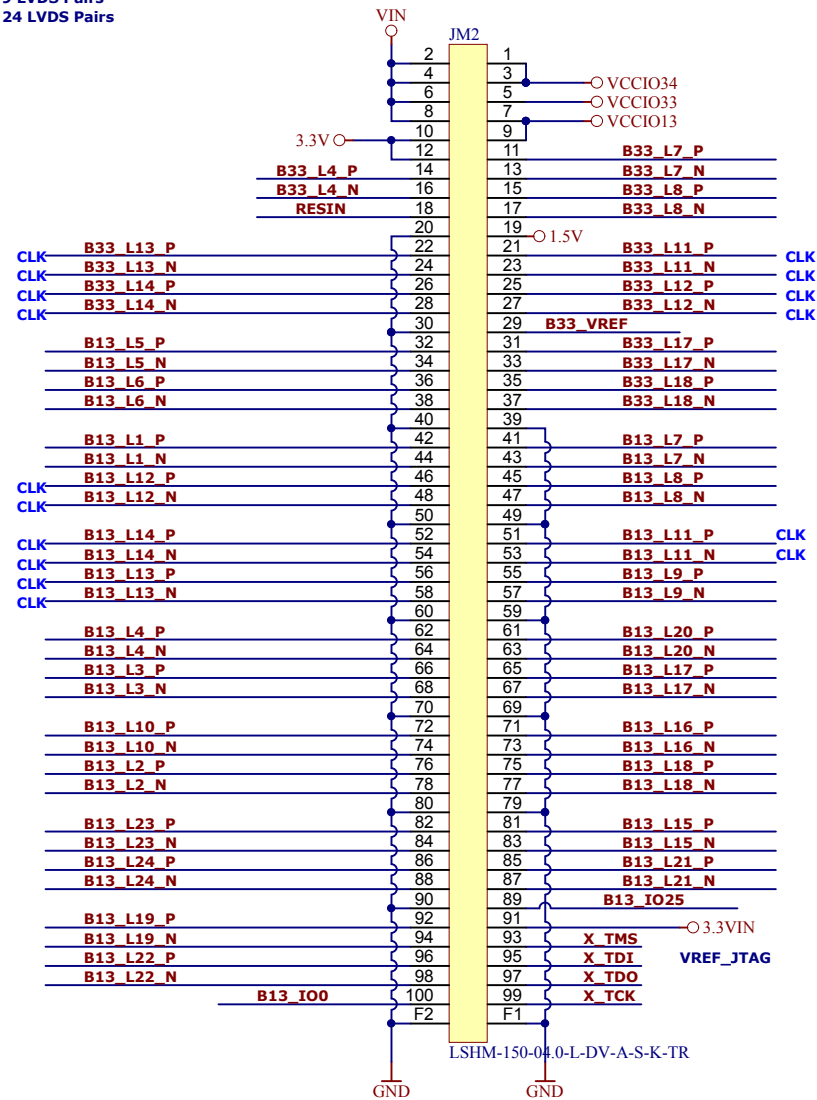 24 LVDS Pairs
VIN
JM2
2 1
4 3 VCCIO34
6 5 VCCIO33
8 7 VCCIO13
3.3V 10 9
12 11 B33_L7_P
B33_L4_P 14 13 B33_L7_N
B33_L4_N 16 15 B33_L8_P
RESIN 18 17 B33_L8_N
20 19 1.5V
CLK B33_L13_P 22 21 B33_L11_P CLK
CLK B33_L13_N 24 23 B33_L11_N CLK
CLK B33_L14_P 26 25 B33_L12_P CLK
CLK B33_L14_N 28 27 B33_L12_N CLK
30 29 B33_VREF
B13_L5_P 32 31 B33_L17_P
B13_L5_N 34 33 B33_L17_N
B13_L6_P 36 35 B33_L18_P
B13_L6_N 38 37 B33_L18_N
40 39
B13_L1_P 42 41 B13_L7_P
B13_L1_N 44 43 B13_L7_N
CLK B13_L12_P 46 45 B13_L8_P
CLK B13_L12_N 48 47 B13_L8_N
50 49
CLK B13_L14_P 52 51 B13_L11_P CLK
CLK B13_L14_N 54 53 B13_L11_N CLK
CLK B13_L13_P 56 55 B13_L9_P
CLK B13_L13_N 58 57 B13_L9_N
60 59
B13_L4_P 62 61 B13_L20_P
B13_L4_N 64 63 B13_L20_N
B13_L3_P 66 65 B13_L17_P
B13_L3_N 68 67 B13_L17_N
70 69
B13_L10_P 72 71 B13_L16_P
B13_L10_N 74 73 B13_L16_N
B13_L2_P 76 75 B13_L18_P
B13_L2_N 78 77 B13_L18_N
80 79
B13_L23_P 82 81 B13_L15_P
B13_L23_N 84 83 B13_L15_N
B13_L24_P 86 85 B13_L21_P
B13_L24_N 88 87 B13_L21_N
90 89 B13_IO25
B13_L19_P 92 91 3.3VIN
B13_L19_N 94 93 X_TMS
B13_L22_P 96 95 X_TDI VREF_JTAG
B13_L22_N 98 97 X_TDO
B13_IO0 100 99 X_TCK
F2 F1
LSHM-150-04.0-L-DV-A-S-K-TR
GND GND